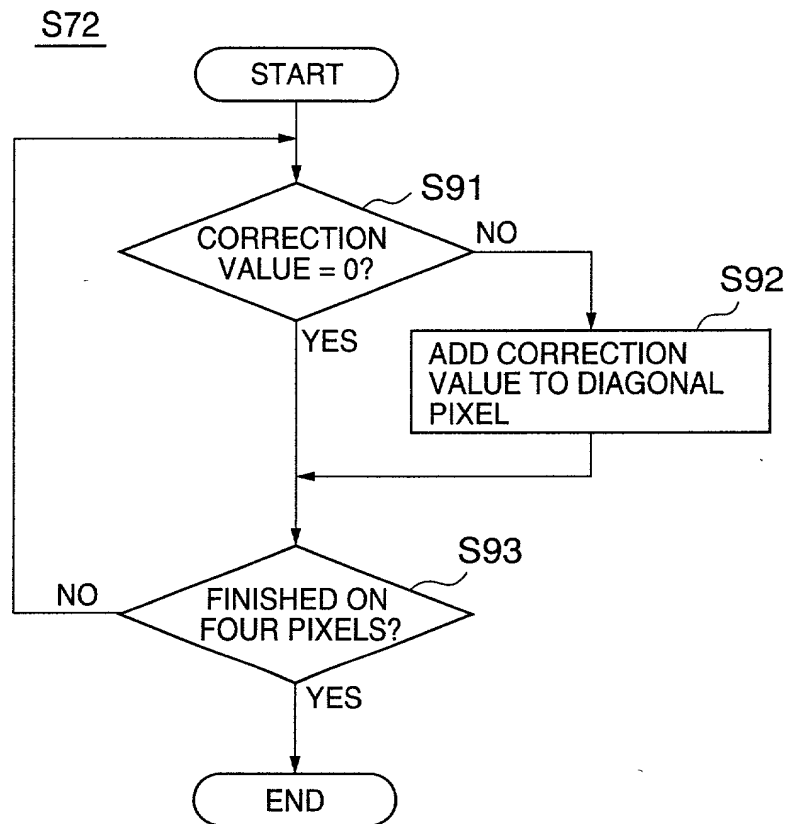 S72
START
S91
CORRECTION
VALUE = 0?
NO
YES
S92
ADD CORRECTION
VALUE TO DIAGONAL
PIXEL
S93
NO
FINISHED ON
FOUR PIXELS?
YES
END